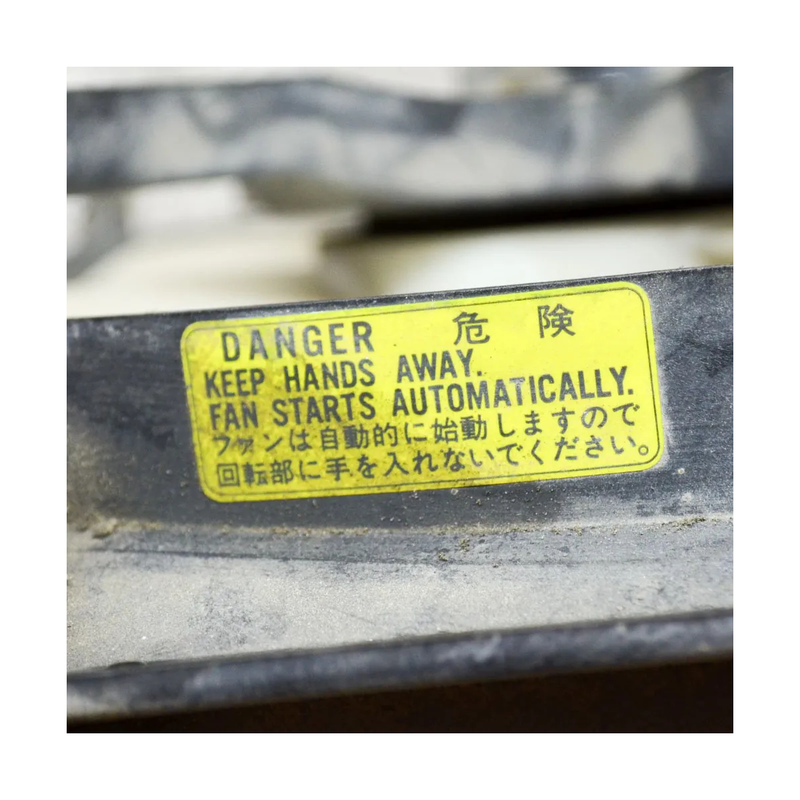 DANGER 危険
KEEP HANDS AWAY.
FAN STARTS AUTOMATICALLY.
ファンは自動的に始動しますので
回転部に手を入れないでください。